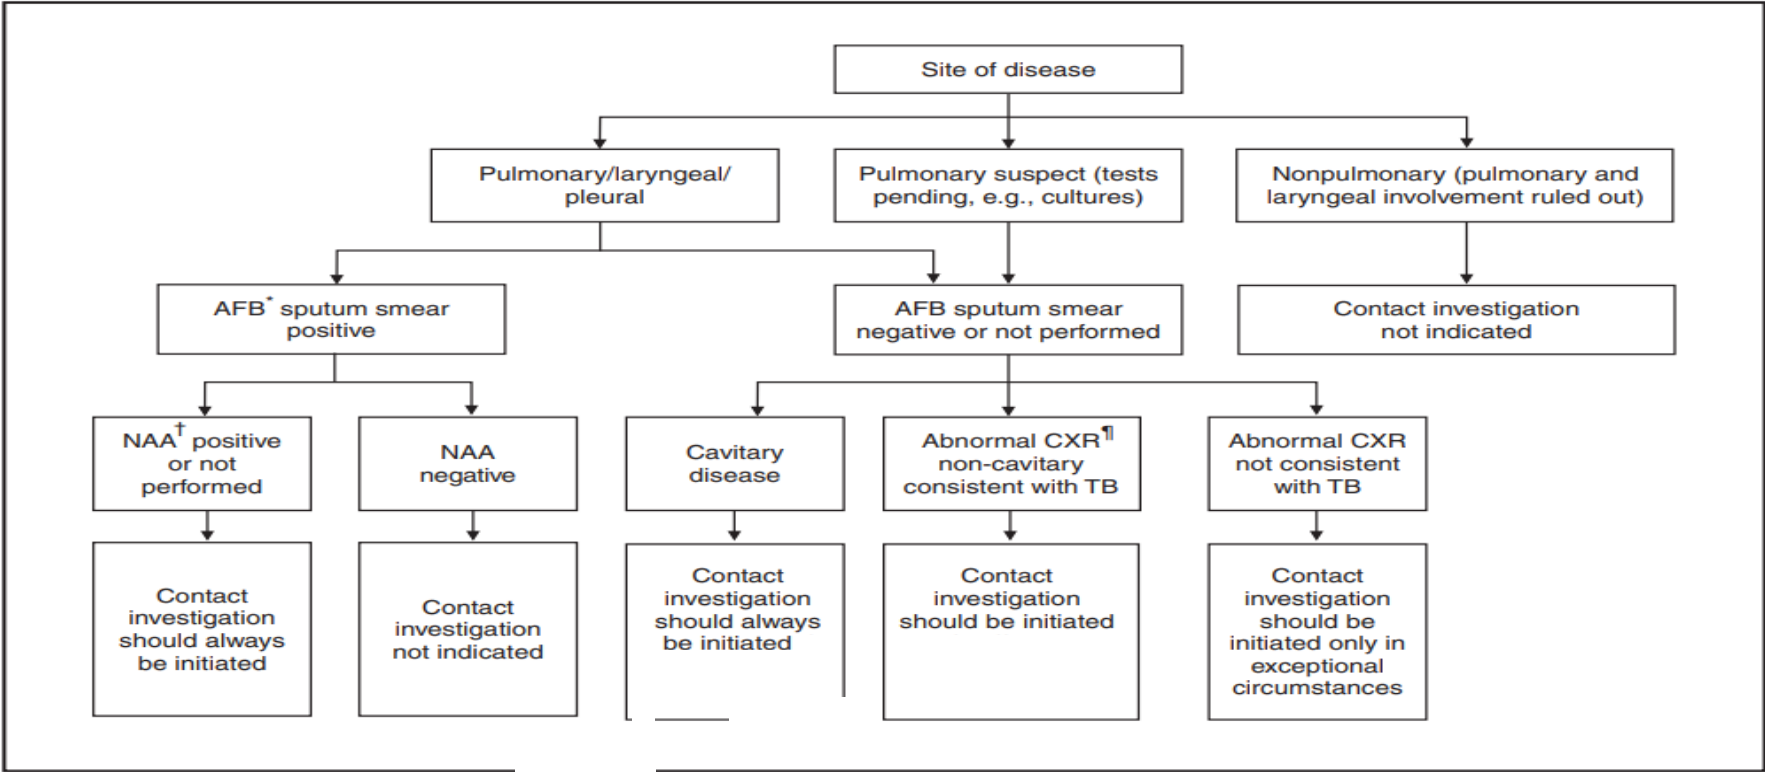 Site of disease
Pulmonary/laryngeal/
pleural
Pulmonary suspect (tests
pending, e.g., cultures)
Nonpulmonary (pulmonary and
laryngeal involvement ruled out)
AFB* sputum smear
positive
AFB sputum smear
negative or not performed
Contact investigation
not indicated
NAA† positive
or not
performed
NAA
negative
Cavitary
disease
Abnormal CXR¶
non-cavitary
consistent with TB
Abnormal CXR
not consistent
with TB
Contact
investigation
should always
be initiated
Contact
investigation
not indicated
Contact
investigation
should always
be initiated
Contact
investigation
should be initiated
Contact
investigation
should be
initiated only in
exceptional
circumstances